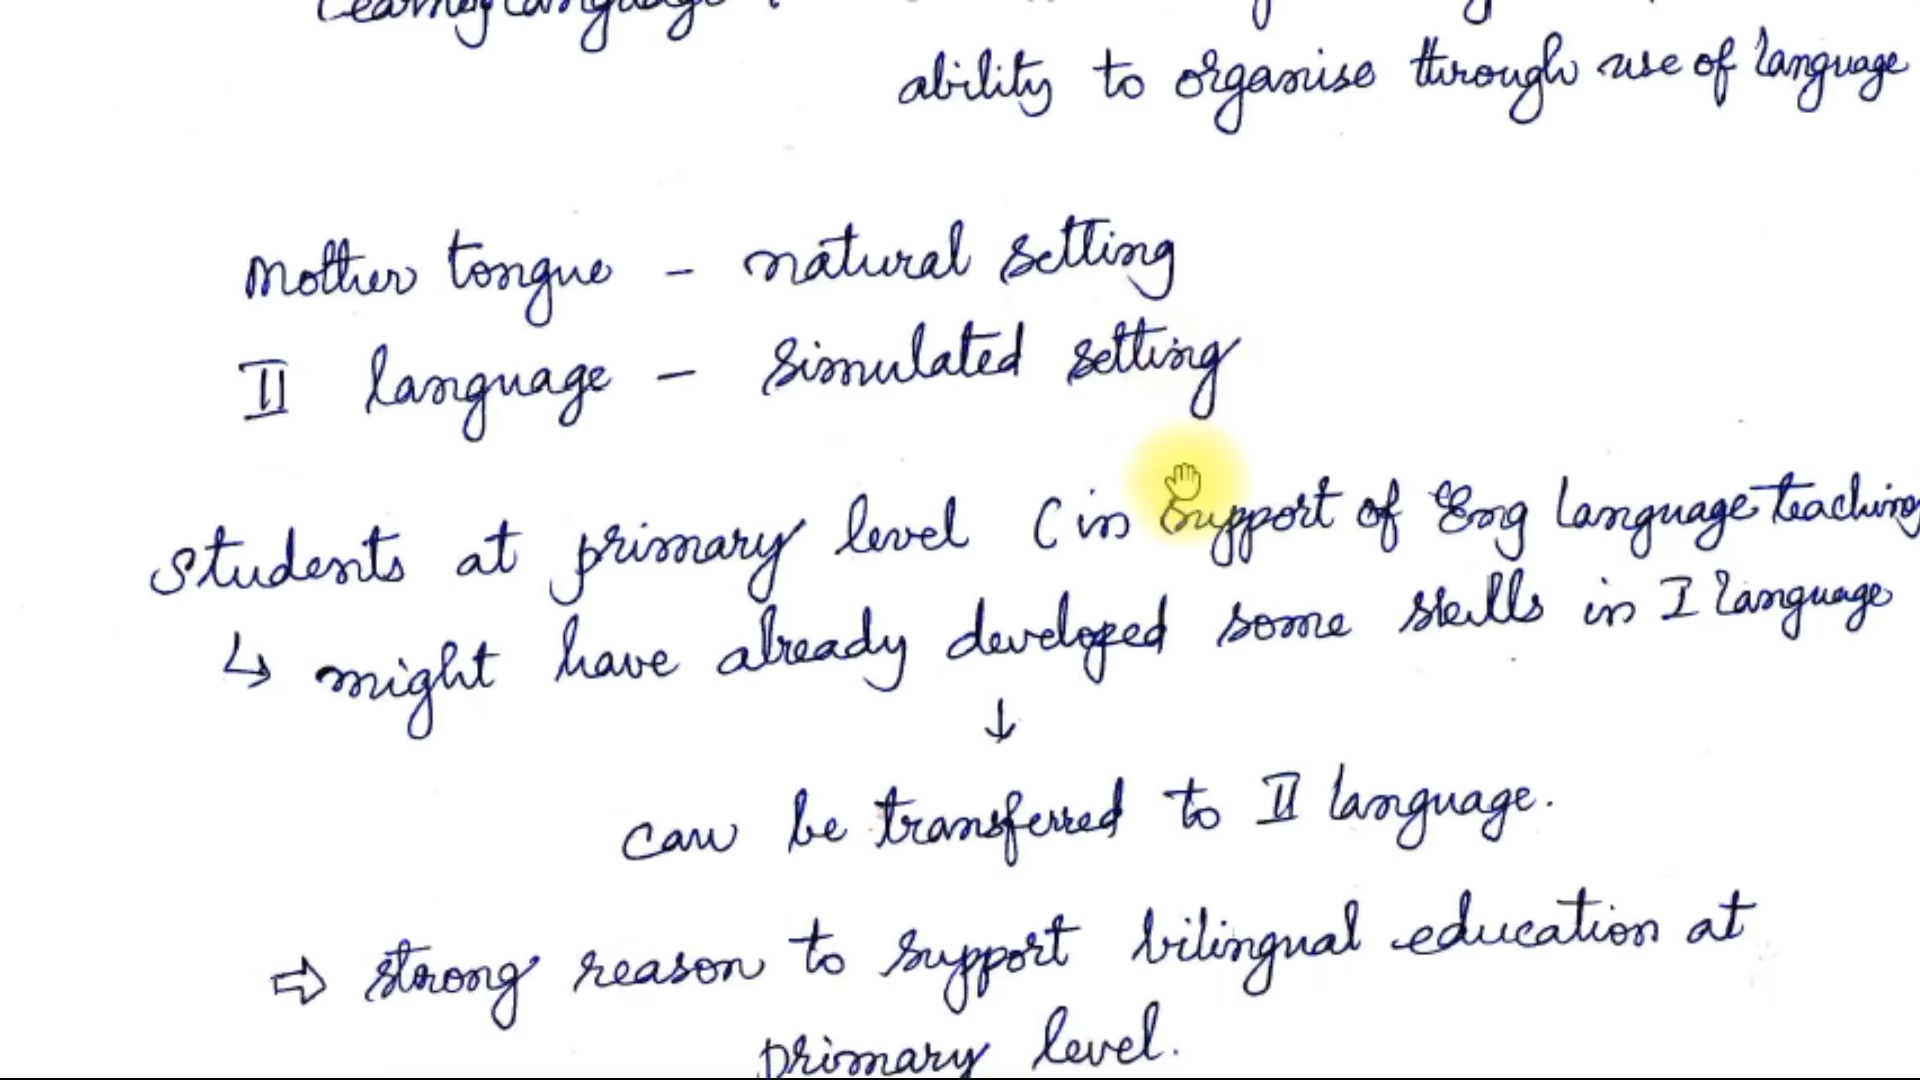 Learning language
ability to organise through use of language
Mother tongue - natural setting
II language - simulated setting
students at primary level (in support of Eng language teaching
↳ might have already developed some skills in I language
↓
can be transferred to II language.
⇨ strong reason to support bilingual education at
primary level.